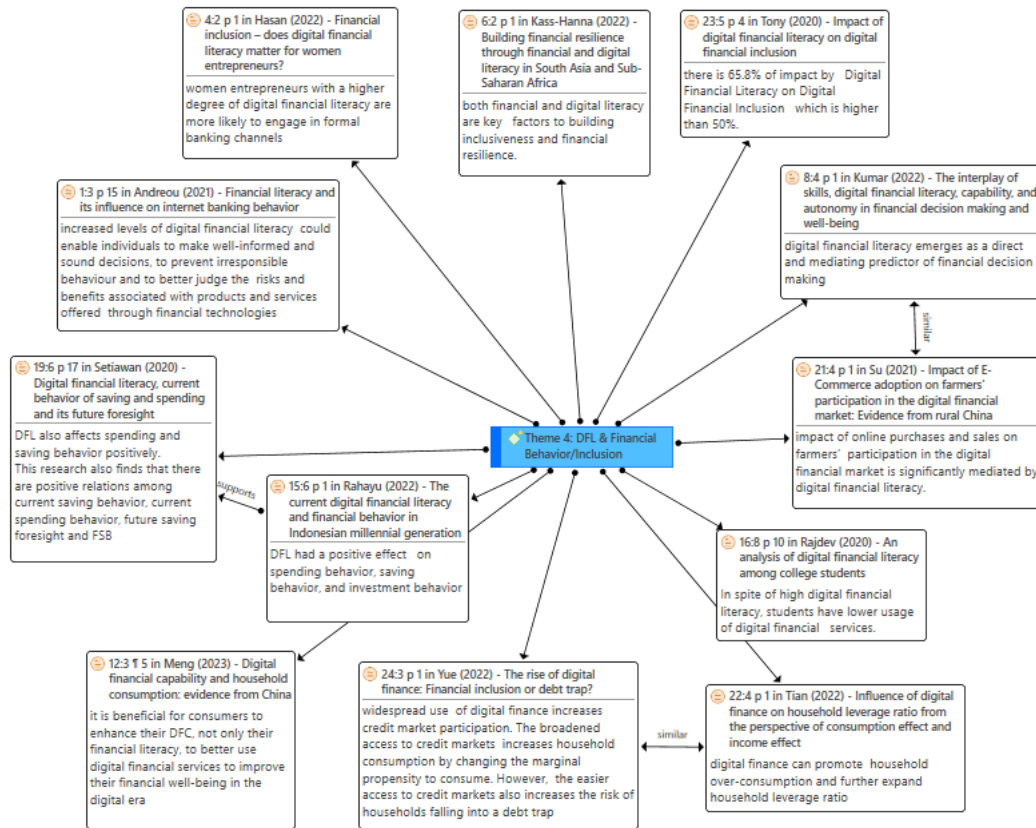 4:2 p 1 in Hasan (2022) - Financial
inclusion – does digital financial
literacy matter for women
entrepreneurs?
women entrepreneurs with a higher
degree of digital financial literacy are
more likely to engage in formal
banking channels
6:2 p 1 in Kass-Hanna (2022) -
Building financial resilience
through financial and digital
literacy in South Asia and Sub-
Saharan Africa
both financial and digital literacy
are key factors to building
inclusiveness and financial
resilience.
23:5 p 4 in Tony (2020) - Impact of
digital financial literacy on digital
financial inclusion
there is 65.8% of impact by Digital
Financial Literacy on Digital
Financial Inclusion which is higher
than 50%.
1:3 p 15 in Andreou (2021) - Financial literacy and
its influence on internet banking behavior
increased levels of digital financial literacy could
enable individuals to make well-informed and
sound decisions, to prevent irresponsible
behaviour and to better judge the risks and
benefits associated with products and services
offered through financial technologies
8:4 p 1 in Kumar (2022) - The interplay of
skills, digital financial literacy, capability, and
autonomy in financial decision making and
well-being
digital financial literacy emerges as a direct
and mediating predictor of financial decision
making
similar
19:6 p 17 in Setiawan (2020) -
Digital financial literacy, current
behavior of saving and spending
and its future foresight
DFL also affects spending and
saving behavior positively.
This research also finds that there
are positive relations among
current saving behavior, current
spending behavior, future saving
foresight and FSB
supports
Theme 4: DFL & Financial
Behavior/Inclusion
21:4 p 1 in Su (2021) - Impact of E-
Commerce adoption on farmers'
participation in the digital financial
market: Evidence from rural China
impact of online purchases and sales on
farmers' participation in the digital
financial market is significantly mediated by
digital financial literacy.
15:6 p 1 in Rahayu (2022) - The
current digital financial literacy
and financial behavior in
Indonesian millennial generation
DFL had a positive effect on
spending behavior, saving
behavior, and investment behavior
16:8 p 10 in Rajdev (2020) - An
analysis of digital financial literacy
among college students
In spite of high digital financial
literacy, students have lower usage
of digital financial services.
12:3 ¶ 5 in Meng (2023) - Digital
financial capability and household
consumption: evidence from China
it is beneficial for consumers to
enhance their DFC, not only their
financial literacy, to better use
digital financial services to improve
their financial well-being in the
digital era
24:3 p 1 in Yue (2022) - The rise of digital
finance: Financial inclusion or debt trap?
widespread use of digital finance increases
credit market participation. The broadened
access to credit markets increases household
consumption by changing the marginal
propensity to consume. However, the easier
access to credit markets also increases the risk of
households falling into a debt trap
similar
22:4 p 1 in Tian (2022) - Influence of digital
finance on household leverage ratio from
the perspective of consumption effect and
income effect
digital finance can promote household
over-consumption and further expand
household leverage ratio